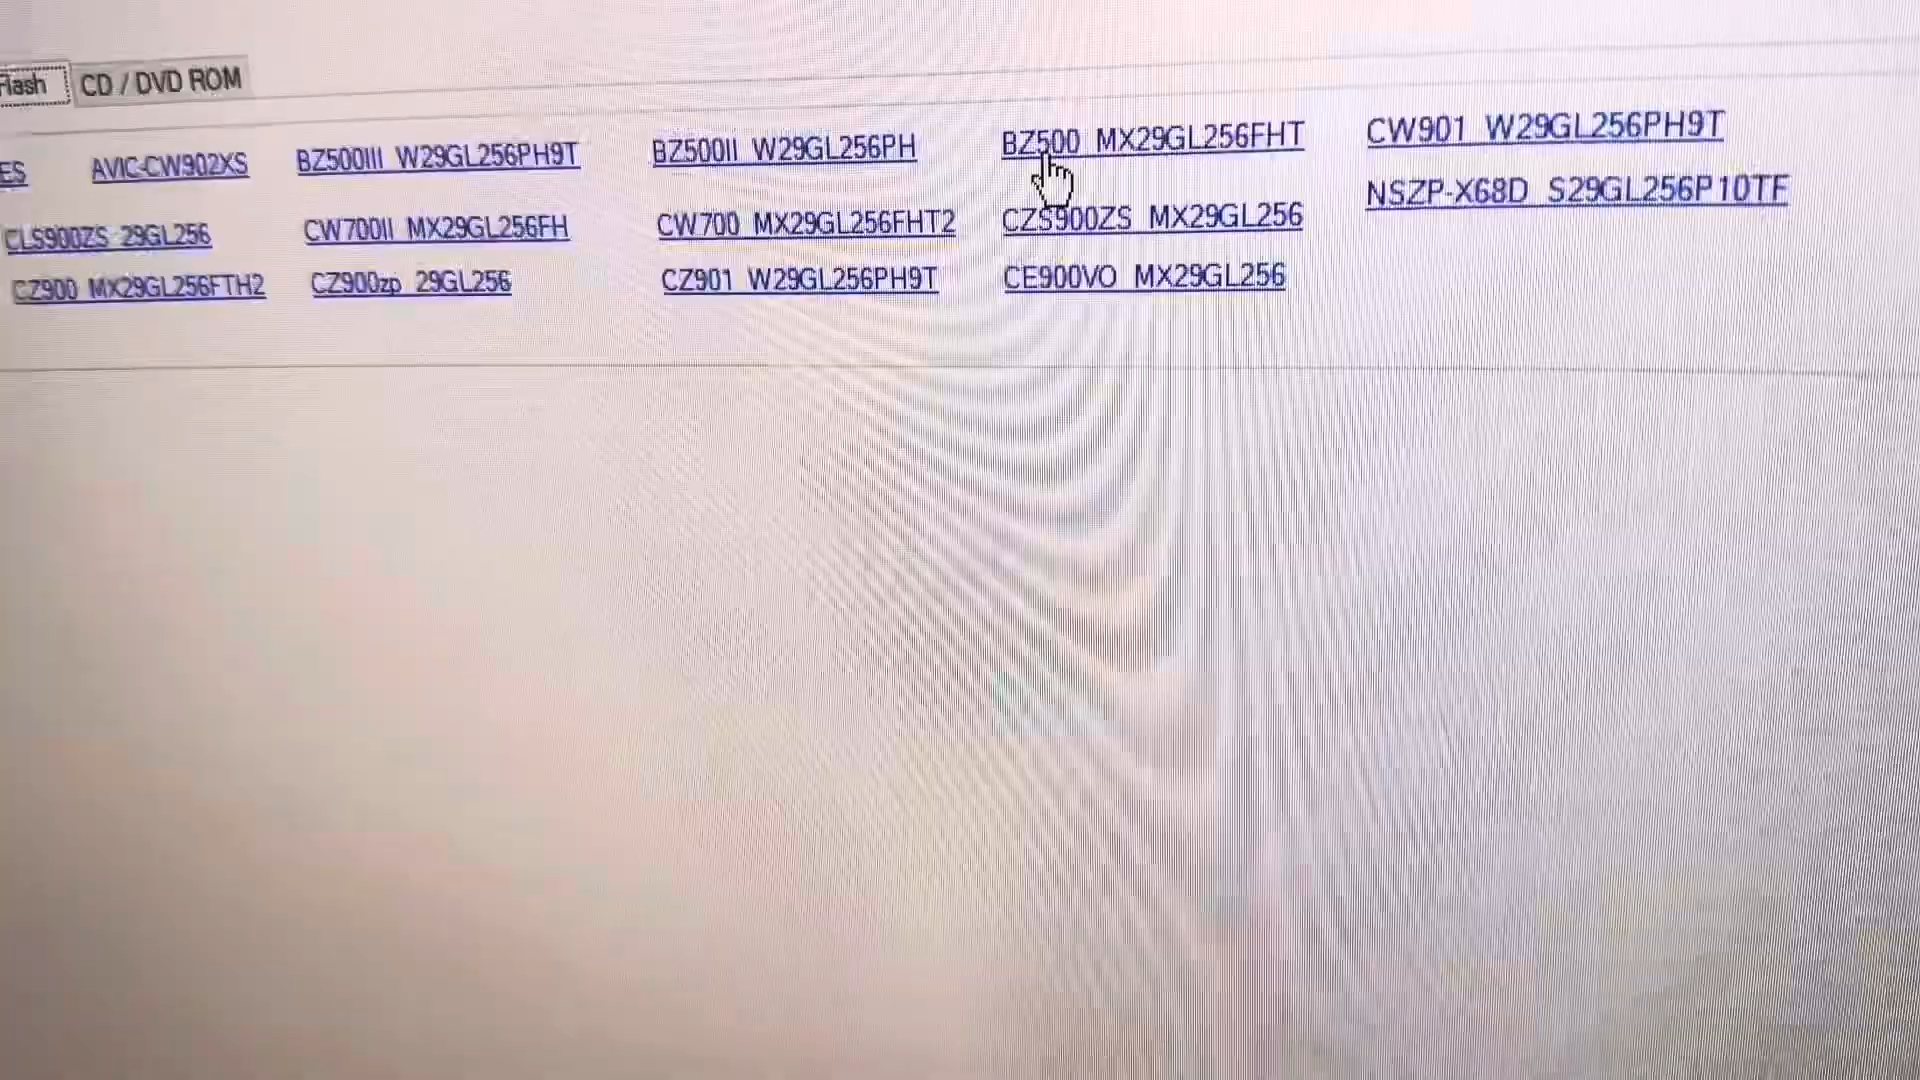 Flash CD / DVD ROM
ES AVIC-CW902XS BZ500III W29GL256PH9T BZ500II W29GL256PH BZ500 MX29GL256FHT CW901 W29GL256PH9T
CLS900ZS 29GL256 CW700II MX29GL256FH CW700 MX29GL256FHT2 CZS900ZS MX29GL256 NSZP-X68D S29GL256P10TF
CZ900 MX29GL256FTH2 CZ900zp 29GL256 CZ901 W29GL256PH9T CE900VO MX29GL256